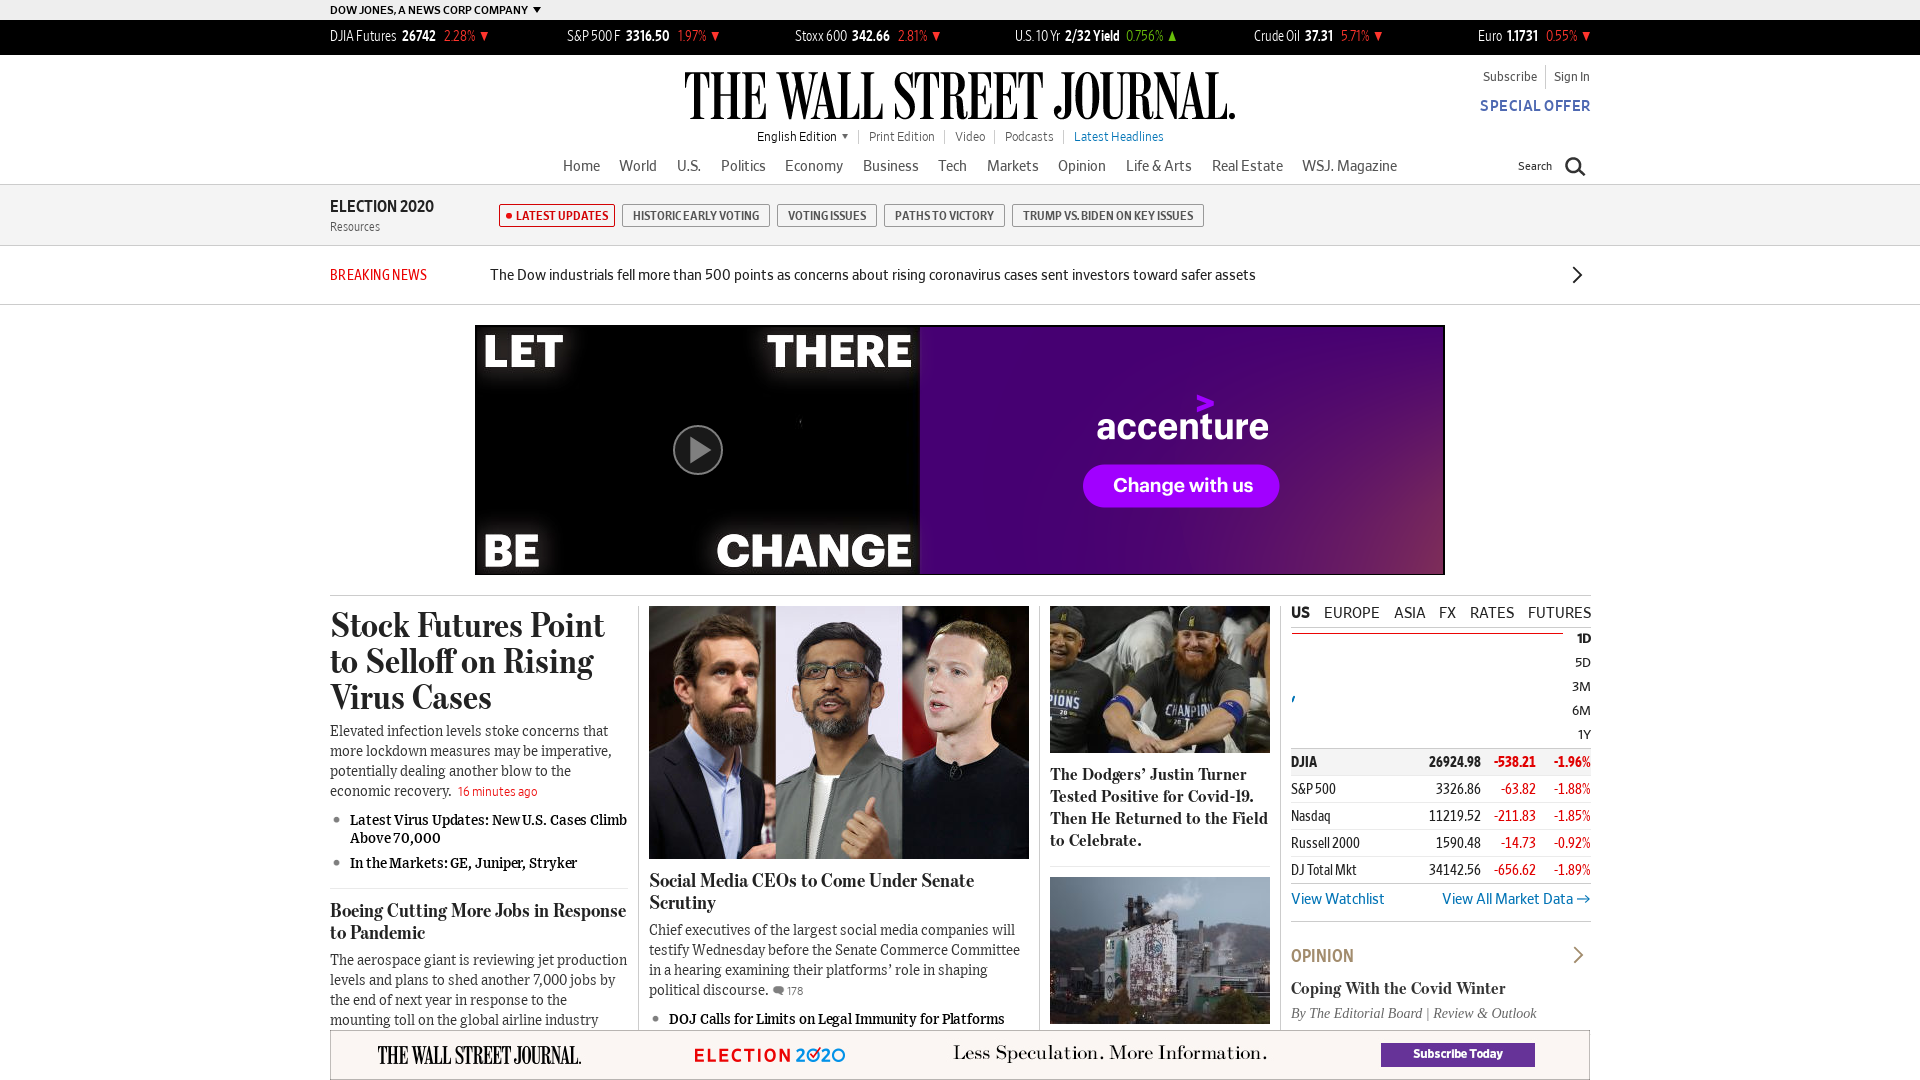 DOW JONES, A NEWS CORP COMPANY
DJIA Futures 26742 2.28% ▼ S&P 500 F 3316.50 1.97% ▼ Stoxx 600 342.66 2.81% ▼ U.S. 10 Yr 2/32 Yield 0.756% ▲ Crude Oil 37.31 5.71% ▼ Euro 1.1731 0.55% ▼
THE WALL STREET JOURNAL.
Subscribe Sign In
SPECIAL OFFER
English Edition Print Edition Video Podcasts Latest Headlines
Home World U.S. Politics Economy Business Tech Markets Opinion Life & Arts Real Estate WSJ. Magazine Search
ELECTION 2020
Resources
LATEST UPDATES HISTORIC EARLY VOTING VOTING ISSUES PATHS TO VICTORY TRUMP VS. BIDEN ON KEY ISSUES
BREAKING NEWS The Dow industrials fell more than 500 points as concerns about rising coronavirus cases sent investors toward safer assets
LET THERE
BE CHANGE
accenture
Change with us
Stock Futures Point
to Selloff on Rising
Virus Cases
Elevated infection levels stoke concerns that
more lockdown measures may be imperative,
potentially dealing another blow to the
economic recovery. 16 minutes ago
Latest Virus Updates: New U.S. Cases Climb
Above 70,000
In the Markets: GE, Juniper, Stryker
Boeing Cutting More Jobs in Response
to Pandemic
The aerospace giant is reviewing jet production
levels and plans to shed another 7,000 jobs by
the end of next year in response to the
mounting toll on the global airline industry
Social Media CEOs to Come Under Senate
Scrutiny
Chief executives of the largest social media companies will
testify Wednesday before the Senate Commerce Committee
in a hearing examining their platforms' role in shaping
political discourse. 178
DOJ Calls for Limits on Legal Immunity for Platforms
The Dodgers' Justin Turner
Tested Positive for Covid-19.
Then He Returned to the Field
to Celebrate.
US EUROPE ASIA FX RATES FUTURES
1D
5D
3M
6M
1Y
DJIA 26924.98 -538.21 -1.96%
S&P 500 3326.86 -63.82 -1.88%
Nasdaq 11219.52 -211.83 -1.85%
Russell 2000 1590.48 -14.73 -0.92%
DJ Total Mkt 34142.56 -656.62 -1.89%
View Watchlist View All Market Data
OPINION
Coping With the Covid Winter
By The Editorial Board | Review & Outlook
THE WALL STREET JOURNAL. ELECTION 2020 Less Speculation. More Information. Subscribe Today